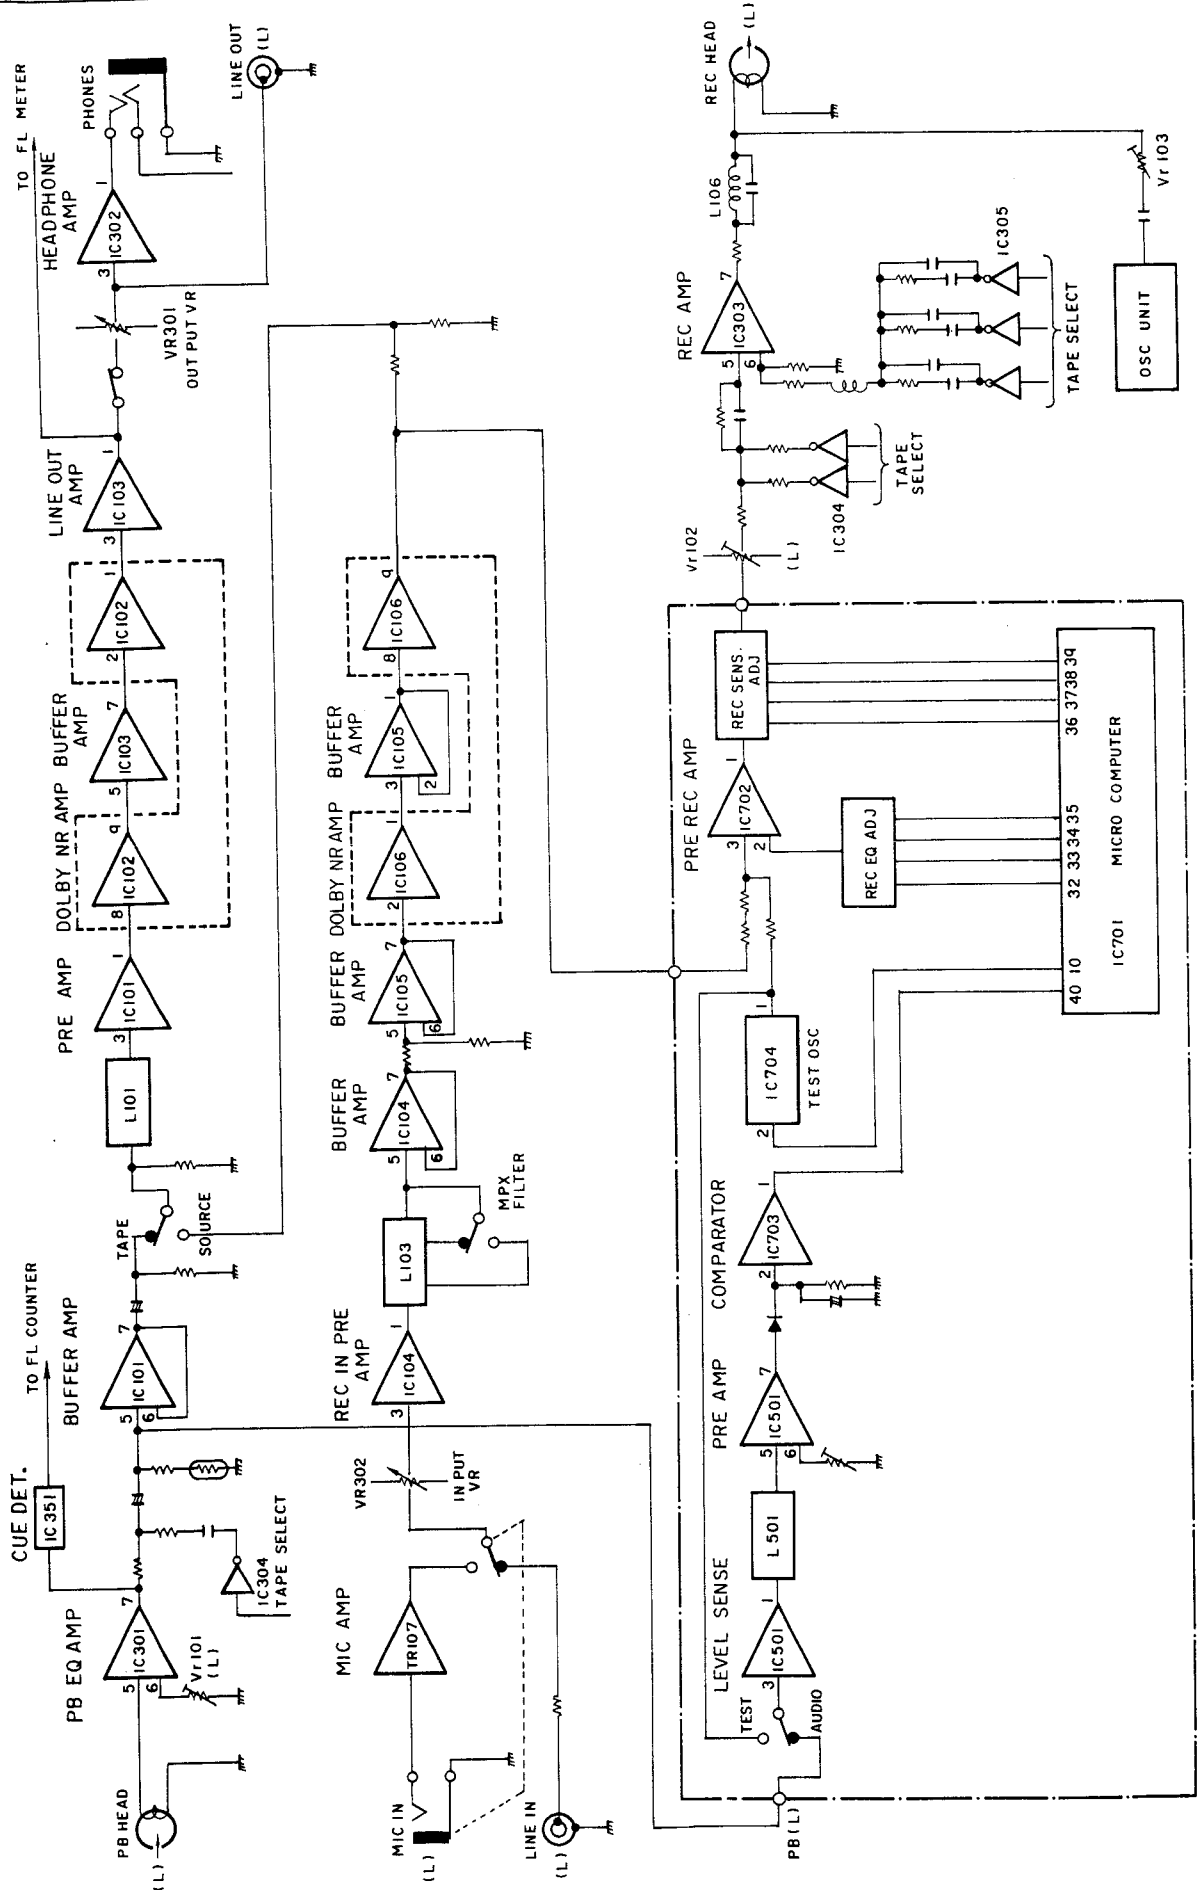 PB HEAD
(L)
PB EQ AMP
5
IC301
7
6
Vr101
(L)
CUE DET.
IC351
TO FL COUNTER
IC304
TAPE SELECT
BUFFER AMP
5
IC101
7
6
TAPE
SOURCE
L101
PRE AMP
3
IC101
1
DOLBY NR AMP
8
IC102
9
BUFFER
AMP
5
IC103
7
2
IC102
1
LINE OUT
AMP
3
IC103
1
TO FL METER
VR301
OUT PUT VR
HEADPHONE
AMP
3
IC302
1
PHONES
LINE OUT
(L)
MIC IN
(L)
LINE IN
(L)
MIC AMP
TR107
VR302
INPUT
VR
REC IN PRE
AMP
3
IC104
1
L103
MPX
FILTER
BUFFER
AMP
5
IC104
7
6
BUFFER
AMP
5
IC105
7
6
DOLBY NR AMP
2
IC106
1
BUFFER
AMP
3
IC105
1
2
8
IC106
9
PB(L)
TEST
AUDIO
LEVEL SENSE
3
IC501
1
L501
PRE AMP
5
IC501
7
6
COMPARATOR
2
IC703
1
2
IC704
1
TEST OSC
PRE REC AMP
3
IC702
1
2
REC EQ ADJ
REC SENS.
ADJ
40
10
32
33
34
35
36
37
38
39
IC701
MICRO COMPUTER
Vr102
(L)
IC304
TAPE
SELECT
REC AMP
5
IC303
7
6
IC305
TAPE SELECT
L106
REC HEAD
(L)
Vr103
OSC UNIT